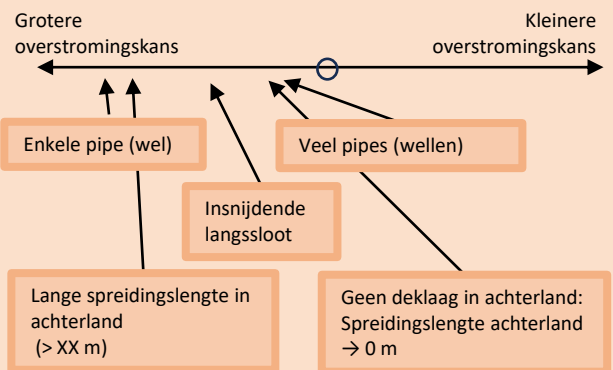 Grotere
overstromingskans
Kleinere
overstromingskans
Enkele pipe (wel)
Veel pipes (wellen)
Insnijdende
langssloot
Lange spreidingslengte in
achterland
(> XX m)
Geen deklaag in achterland:
Spreidingslengte achterland
→ 0 m